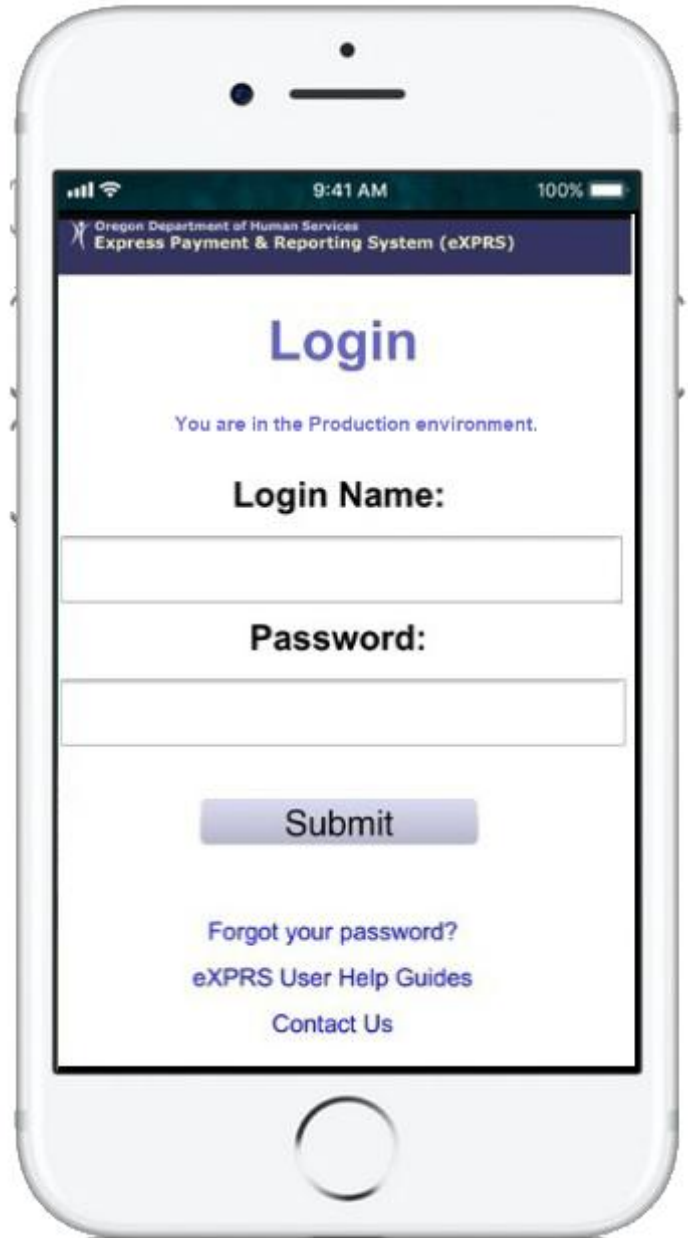 9:41 AM 100%
Oregon Department of Human Services
Express Payment & Reporting System (eXPRS)
Login
You are in the Production environment.
Login Name:
Password:
Submit
Forgot your password?
eXPRS User Help Guides
Contact Us